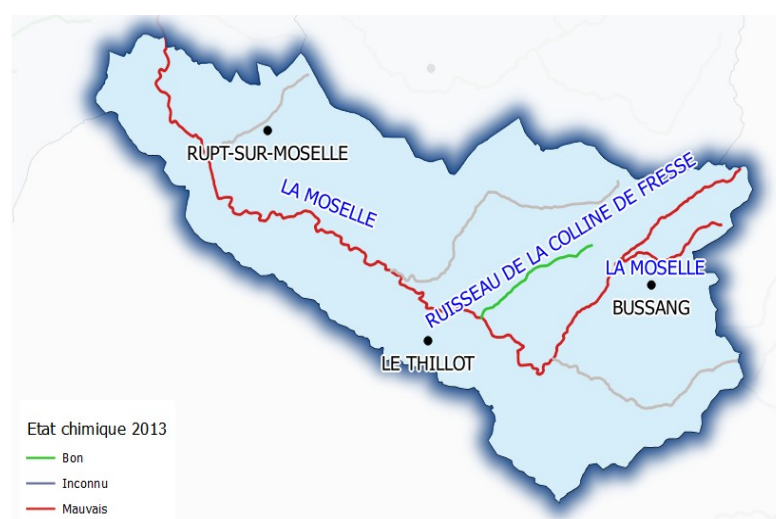 RUPT-SUR-MOSELLE
LA MOSELLE
RUISSEAU DE LA COLLINE DE FRESSE
LA MOSELLE
BUSSANG
LE THILLOT
Etat chimique 2013
Bon
Inconnu
Mauvais